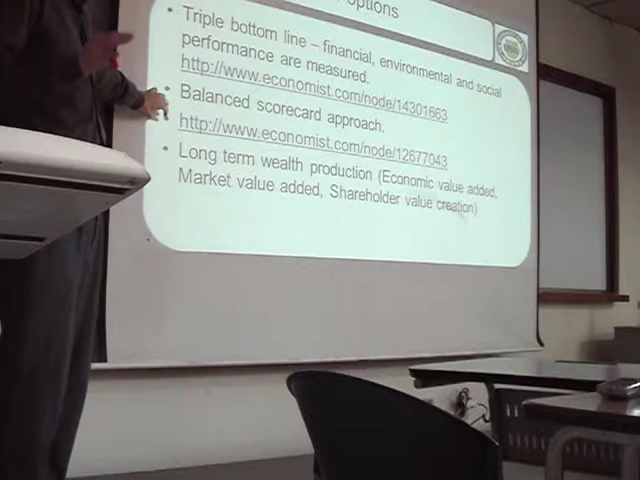 options
• Triple bottom line – financial, environmental and social
performance are measured.
http://www.economist.com/node/14301663
• Balanced scorecard approach.
http://www.economist.com/node/12677043
• Long term wealth production (Economic value added,
Market value added, Shareholder value creation)